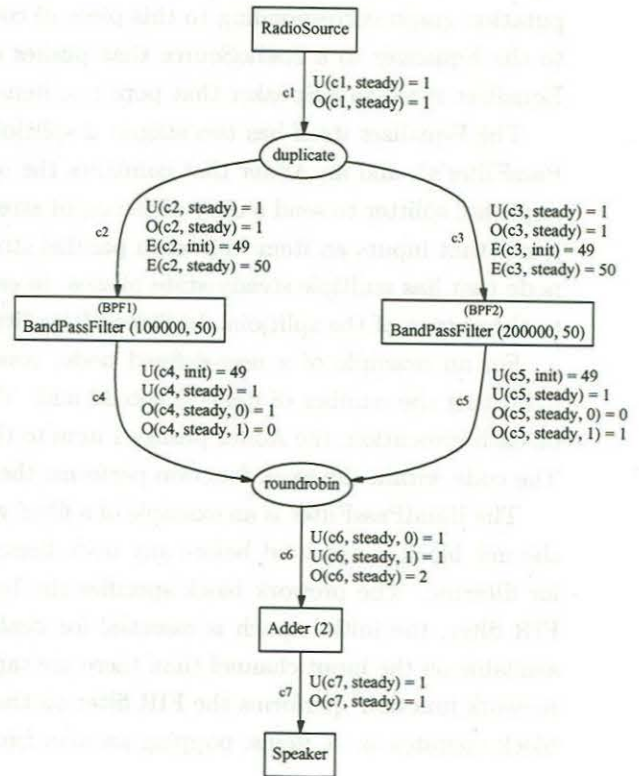 RadioSource
c1
U(c1, steady) = 1
O(c1, steady) = 1
duplicate
c2
U(c2, steady) = 1
O(c2, steady) = 1
E(c2, init) = 49
E(c2, steady) = 50
c3
U(c3, steady) = 1
O(c3, steady) = 1
E(c3, init) = 49
E(c3, steady) = 50
(BPF1)
BandPassFilter (100000, 50)
(BPF2)
BandPassFilter (200000, 50)
c4
U(c4, init) = 49
U(c4, steady) = 1
O(c4, steady, 0) = 1
O(c4, steady, 1) = 0
c5
U(c5, init) = 49
U(c5, steady) = 1
O(c5, steady, 0) = 0
O(c5, steady, 1) = 1
roundrobin
c6
U(c6, steady, 0) = 1
U(c6, steady, 1) = 1
O(c6, steady) = 2
Adder (2)
c7
U(c7, steady) = 1
O(c7, steady) = 1
Speaker